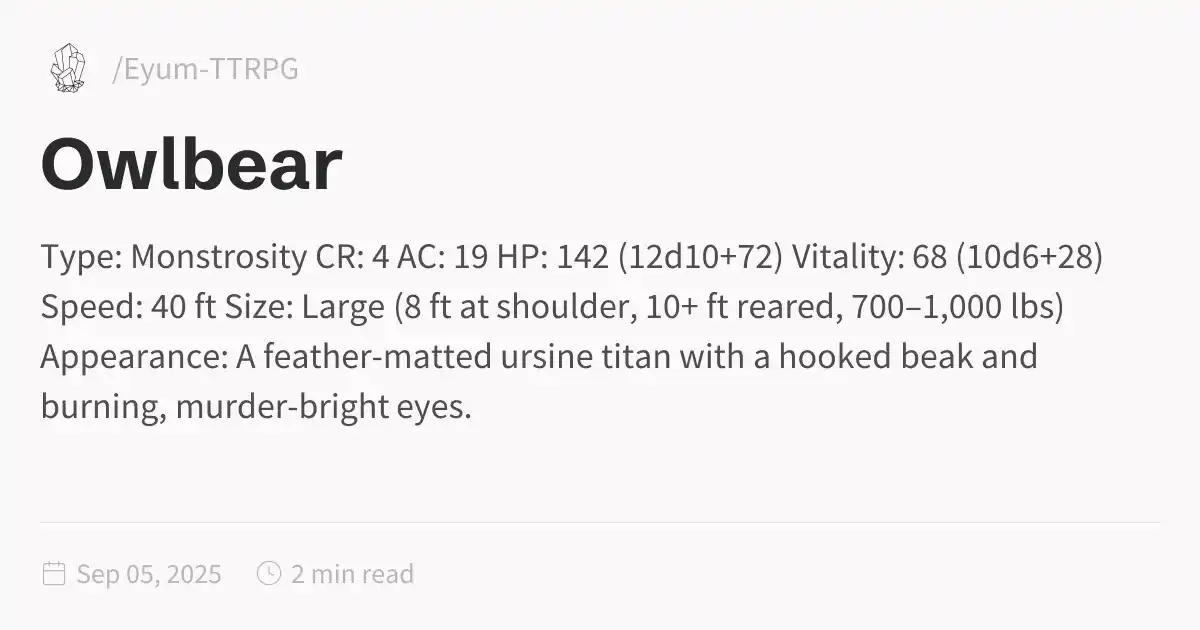 /Eyum-TTRPG
Owlbear
Type: Monstrosity CR: 4 AC: 19 HP: 142 (12d10+72) Vitality: 68 (10d6+28)
Speed: 40 ft Size: Large (8 ft at shoulder, 10+ ft reared, 700–1,000 lbs)
Appearance: A feather-matted ursine titan with a hooked beak and
burning, murder-bright eyes.
Sep 05, 2025 2 min read